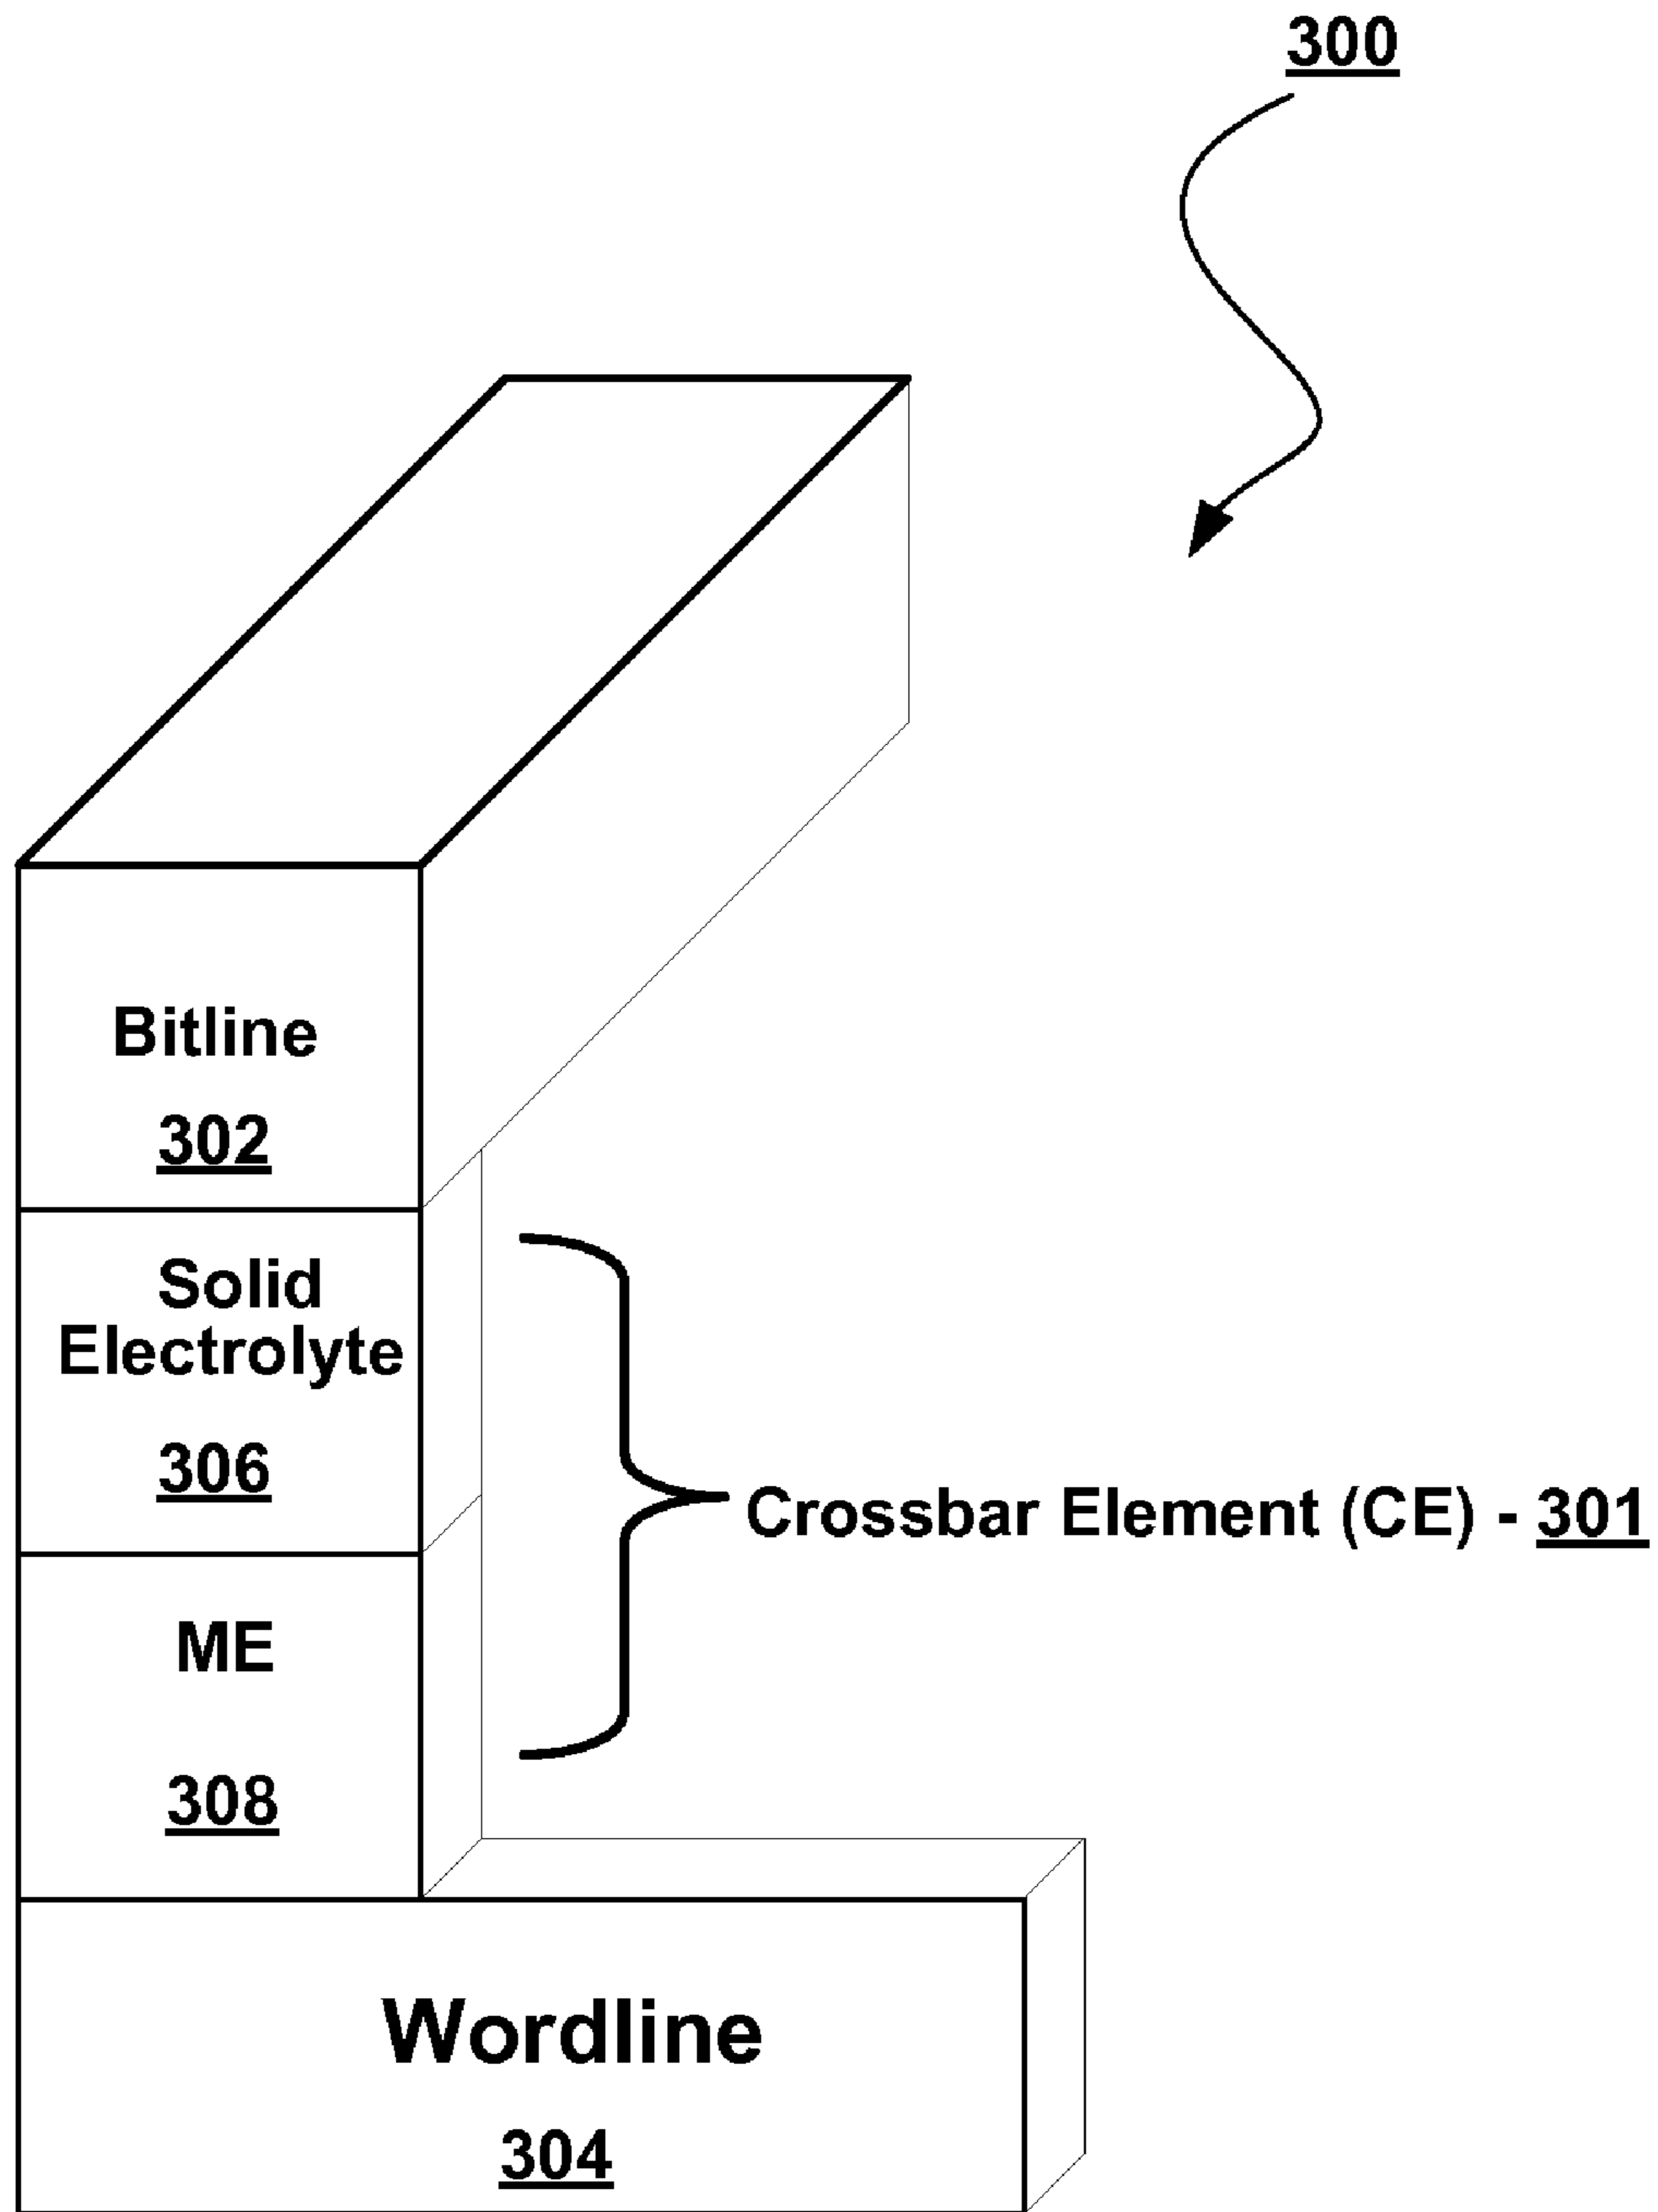 300
Bitline
302
Solid
Electrolyte
306
Crossbar Element (CE) - 301
ME
308
Wordline
304